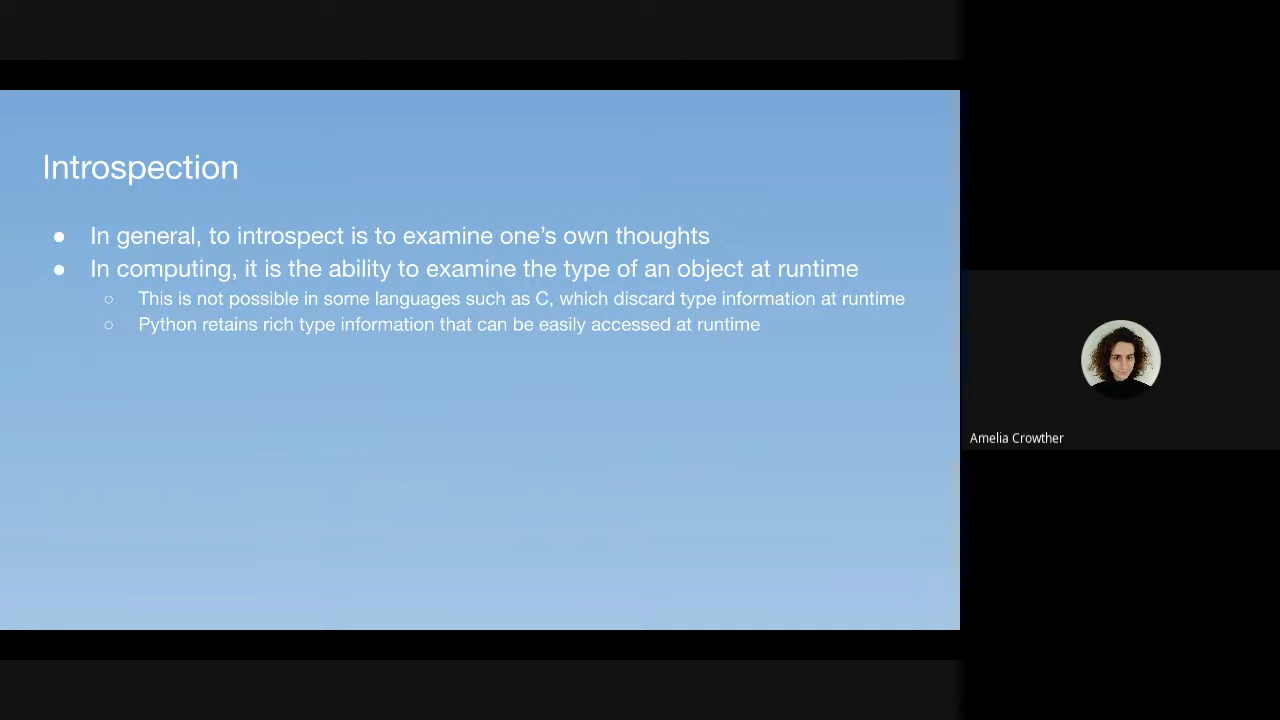 Introspection
● In general, to introspect is to examine one’s own thoughts
● In computing, it is the ability to examine the type of an object at runtime
○ This is not possible in some languages such as C, which discard type information at runtime
○ Python retains rich type information that can be easily accessed at runtime
Amelia Crowther